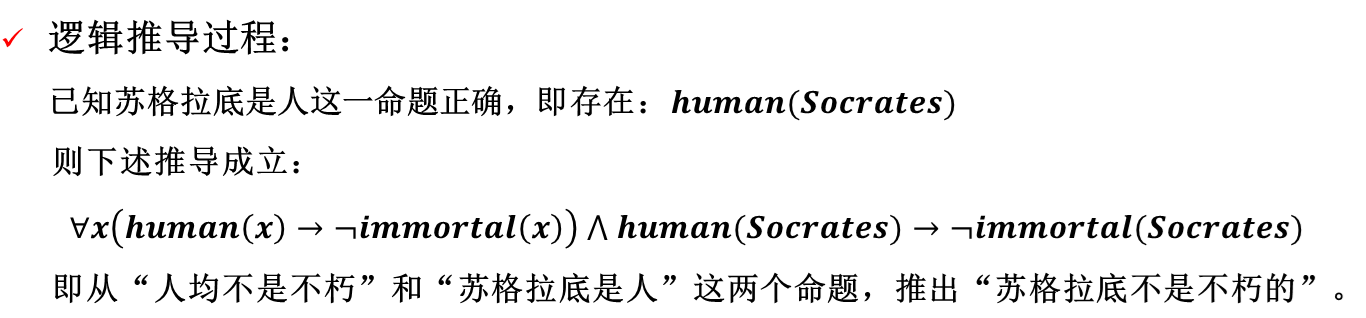 ✓ 逻辑推导过程：
已知苏格拉底是人这一命题正确，即存在：human(Socrates)
则下述推导成立：
∀x(human(x) → ¬immortal(x)) ⋀ human(Socrates) → ¬immortal(Socrates)
即从“人均不是不朽”和“苏格拉底是人”这两个命题，推出“苏格拉底不是不朽的”。